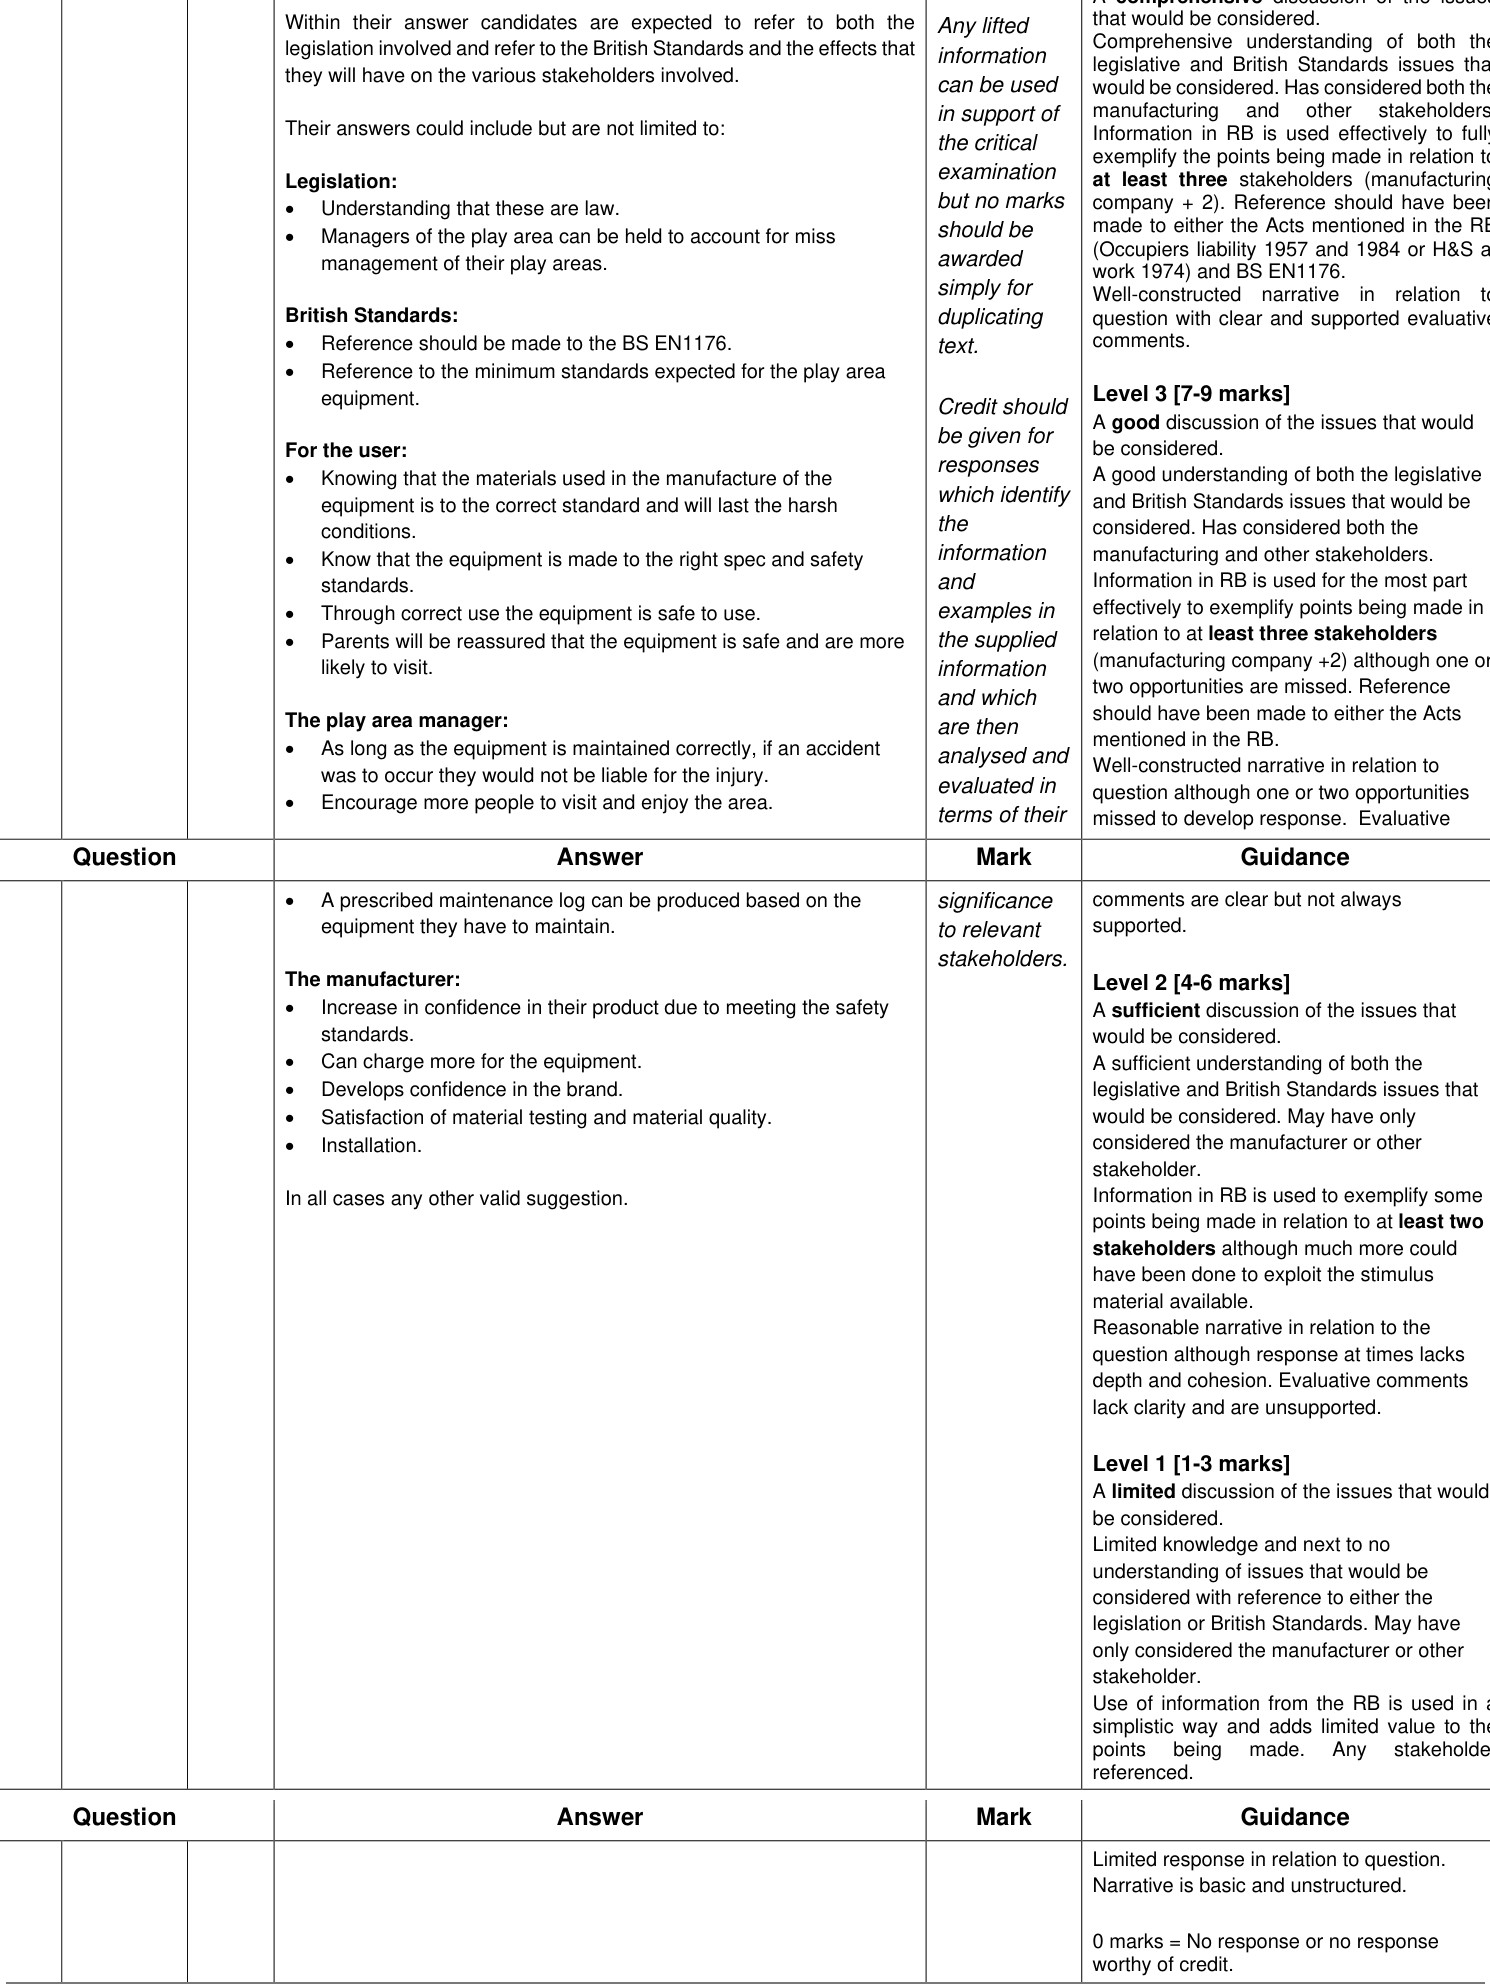 Within their answer candidates are expected to refer to both the
legislation involved and refer to the British Standards and the effects that
they will have on the various stakeholders involved.
Their answers could include but are not limited to:
Legislation:
• Understanding that these are law.
• Managers of the play area can be held to account for miss
management of their play areas.
British Standards:
• Reference should be made to the BS EN1176.
• Reference to the minimum standards expected for the play area
equipment.
For the user:
• Knowing that the materials used in the manufacture of the
equipment is to the correct standard and will last the harsh
conditions.
• Know that the equipment is made to the right spec and safety
standards.
• Through correct use the equipment is safe to use.
• Parents will be reassured that the equipment is safe and are more
likely to visit.
The play area manager:
• As long as the equipment is maintained correctly, if an accident
was to occur they would not be liable for the injury.
• Encourage more people to visit and enjoy the area.
Any lifted
information
can be used
in support of
the critical
examination
but no marks
should be
awarded
simply for
duplicating
text.
Credit should
be given for
responses
which identify
the
information
and
examples in
the supplied
information
and which
are then
analysed and
evaluated in
terms of their
that would be considered.
Comprehensive understanding of both the
legislative and British Standards issues that
would be considered. Has considered both the
manufacturing and other stakeholders.
Information in RB is used effectively to fully
exemplify the points being made in relation to
at least three stakeholders (manufacturing
company + 2). Reference should have been
made to either the Acts mentioned in the RB
(Occupiers liability 1957 and 1984 or H&S a
work 1974) and BS EN1176.
Well-constructed narrative in relation to
question with clear and supported evaluative
comments.
Level 3 [7-9 marks]
A good discussion of the issues that would
be considered.
A good understanding of both the legislative
and British Standards issues that would be
considered. Has considered both the
manufacturing and other stakeholders.
Information in RB is used for the most part
effectively to exemplify points being made in
relation to at least three stakeholders
(manufacturing company +2) although one or
two opportunities are missed. Reference
should have been made to either the Acts
mentioned in the RB.
Well-constructed narrative in relation to
question although one or two opportunities
missed to develop response. Evaluative
Question Answer Mark Guidance
• A prescribed maintenance log can be produced based on the
equipment they have to maintain.
The manufacturer:
• Increase in confidence in their product due to meeting the safety
standards.
• Can charge more for the equipment.
• Develops confidence in the brand.
• Satisfaction of material testing and material quality.
• Installation.
In all cases any other valid suggestion.
significance
to relevant
stakeholders.
comments are clear but not always
supported.
Level 2 [4-6 marks]
A sufficient discussion of the issues that
would be considered.
A sufficient understanding of both the
legislative and British Standards issues that
would be considered. May have only
considered the manufacturer or other
stakeholder.
Information in RB is used to exemplify some
points being made in relation to at least two
stakeholders although much more could
have been done to exploit the stimulus
material available.
Reasonable narrative in relation to the
question although response at times lacks
depth and cohesion. Evaluative comments
lack clarity and are unsupported.
Level 1 [1-3 marks]
A limited discussion of the issues that would
be considered.
Limited knowledge and next to no
understanding of issues that would be
considered with reference to either the
legislation or British Standards. May have
only considered the manufacturer or other
stakeholder.
Use of information from the RB is used in a
simplistic way and adds limited value to the
points being made. Any stakeholde
referenced.
Question Answer Mark Guidance
Limited response in relation to question.
Narrative is basic and unstructured.
0 marks = No response or no response
worthy of credit.